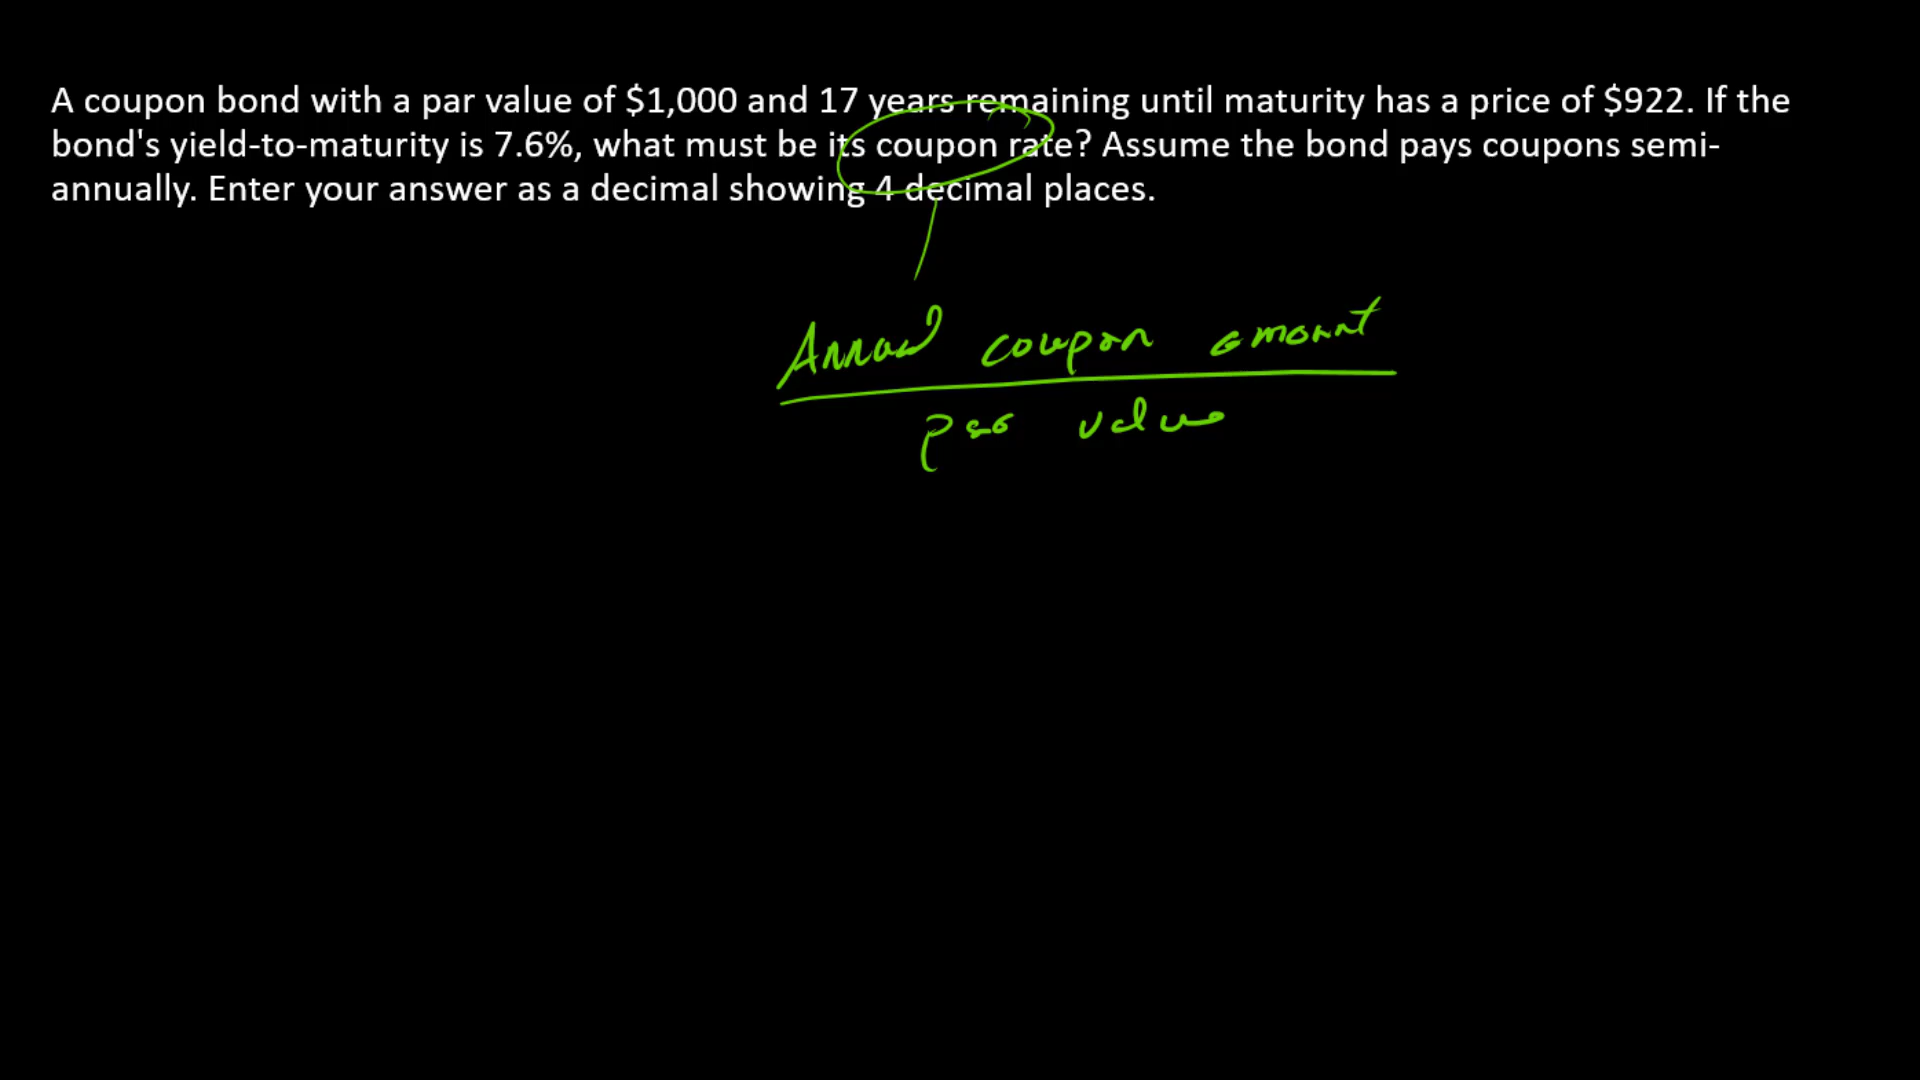 A coupon bond with a par value of $1,000 and 17 years remaining until maturity has a price of $922. If the
bond's yield-to-maturity is 7.6%, what must be its coupon rate? Assume the bond pays coupons semi-
annually. Enter your answer as a decimal showing 4 decimal places.
Annual coupon amount
par value